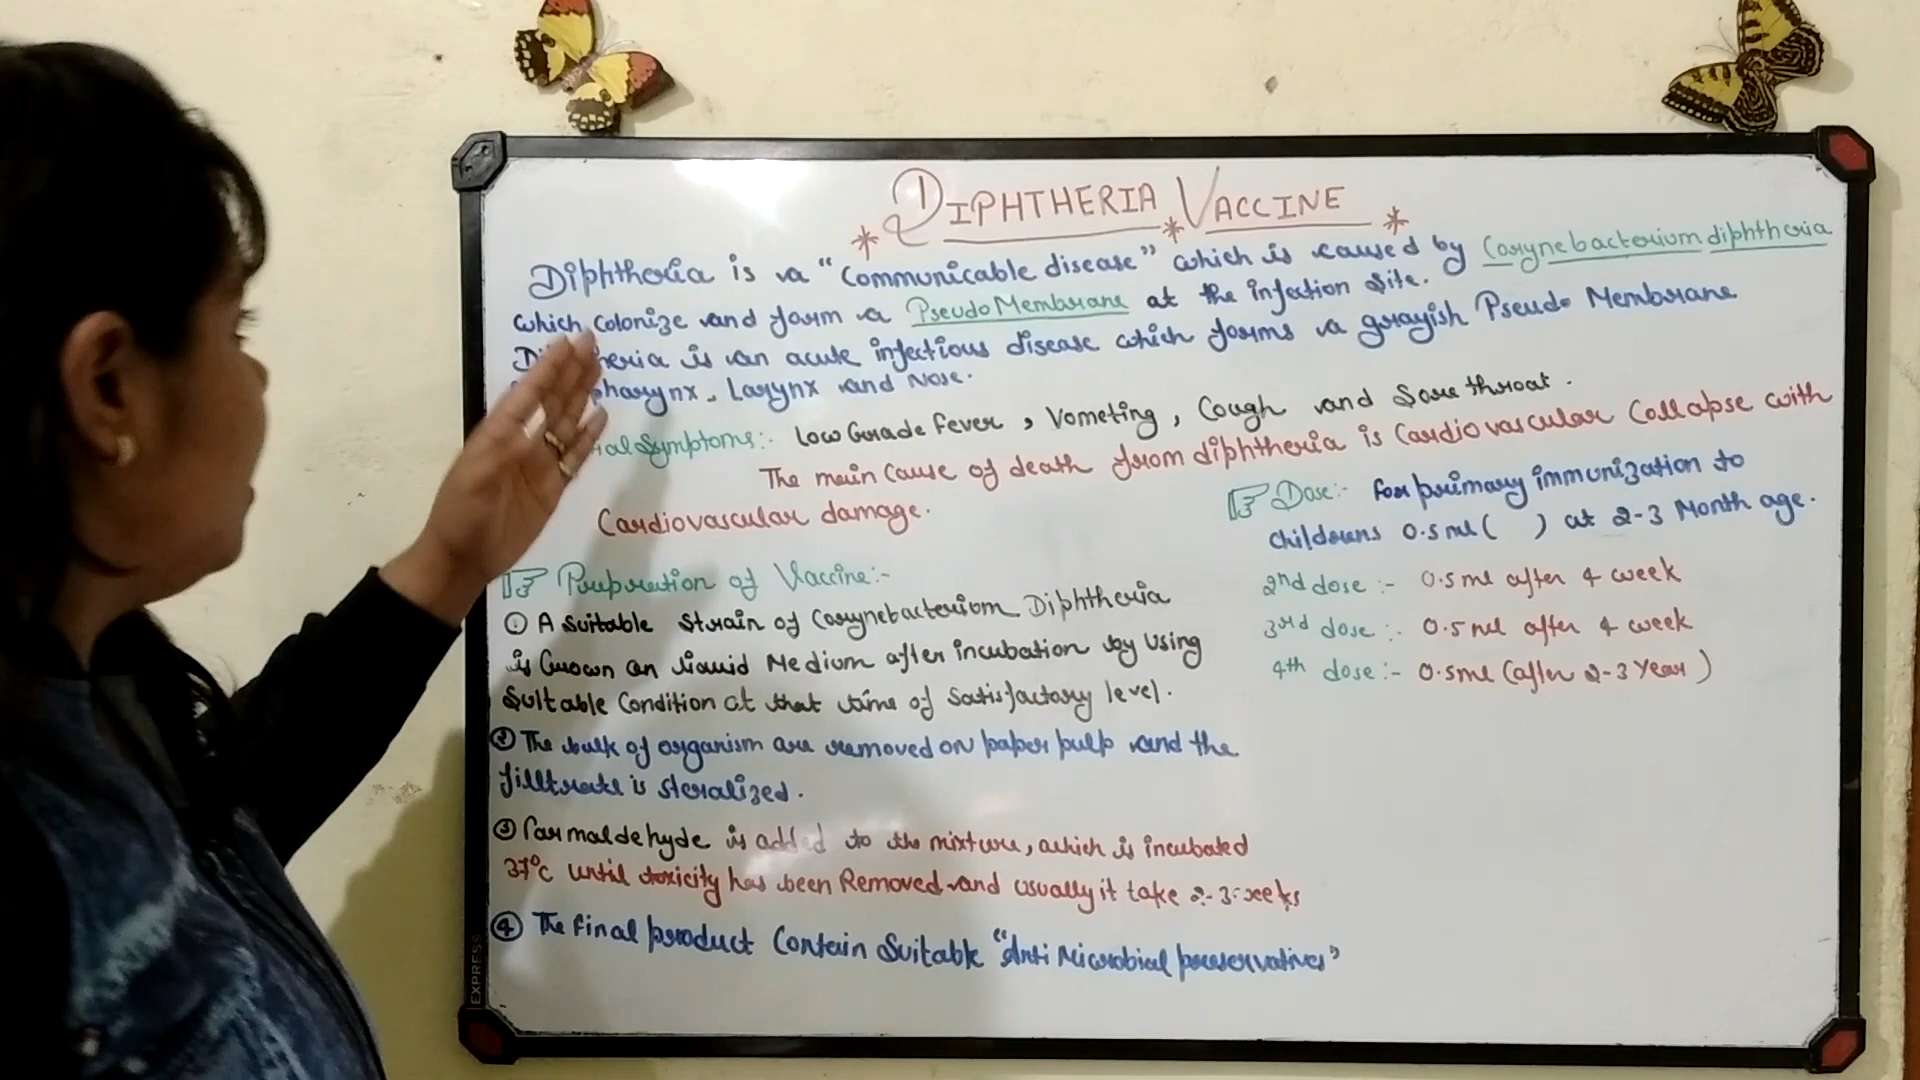 DIPHTHERIA VACCINE
Diphtheria is a "Communicable disease" which is caused by Corynebacterium diphtheria
which colonize and form a Pseudo Membrane at the infection site.
Di heria is an acute infectious disease which forms a grayish Pseudo Membrane
pharynx, Larynx and Nose.
ial Symptoms:- Low Grade Fever, Vometing, Cough and Sore throat.
The main cause of death from diphtheria is Cardiovascular Collapse with
Cardiovascular damage.
Preparation of Vaccine:-
① A suitable strain of Corynebacterium Diphtheria
is Grown on liquid Medium after incubation by Using
Suitable Condition at that time of Satisfactory level.
② The bulk of organism are removed on paper pulp and the
filltrate is steralized.
③ Formaldehyde is added to the mixture, which is incubated
37°C until toxicity has been Removed and usually it take 2-3 weeks
④ The final product Contain Suitable "Anti Microbial preservatives"
Dose:- For primary immunization to
childrens 0.5 ml ( ) at 2-3 Month age.
2nd dose:- 0.5 ml after 4 week
3rd dose:- 0.5 ml after 4 week
4th dose:- 0.5ml (after 2-3 Year)
EXPRESS